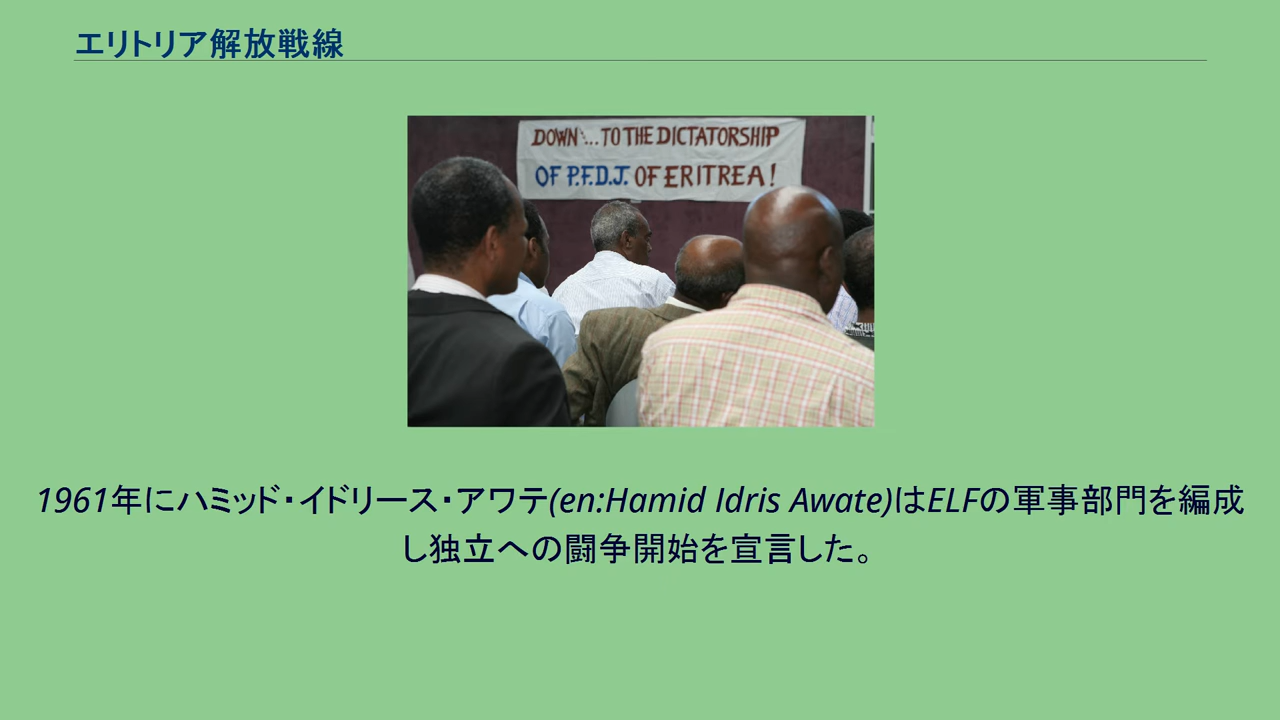 エリトリア解放戦線
DOWN ... TO THE DICTATORSHIP
OF P.F.D.J. OF ERITREA!
1961年にハミッド・イドリース・アワテ(en:Hamid Idris Awate)はELFの軍事部門を編成
し独立への闘争開始を宣言した。